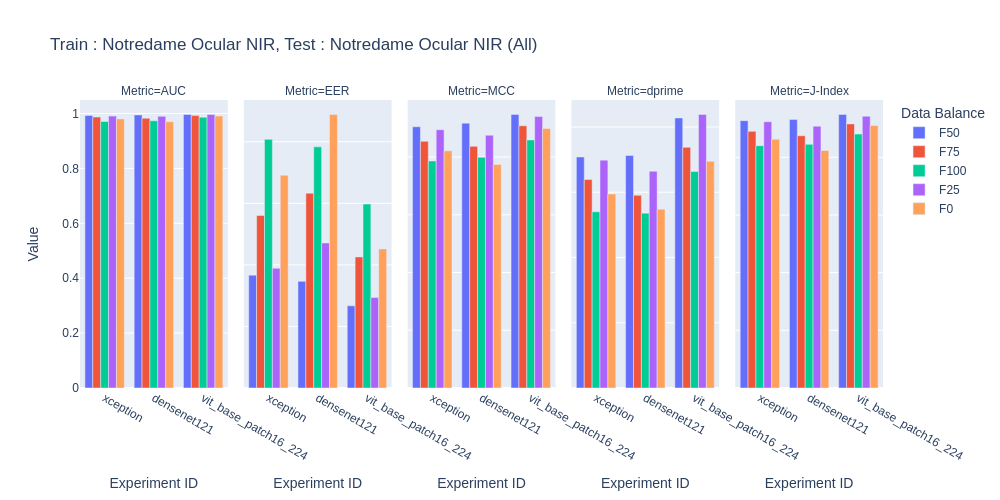 Train : Notredame Ocular NIR, Test : Notredame Ocular NIR (All)
Metric=AUC
Metric=EER
Metric=MCC
Metric=dprime
Metric=J-Index
Data Balance
F50
F75
F100
F25
F0
Value
1
0.8
0.6
0.4
0.2
0
xception
densenet121
vit_base_patch16_224
xception
densenet121
vit_base_patch16_224
xception
densenet121
vit_base_patch16_224
xception
densenet121
vit_base_patch16_224
xception
densenet121
vit_base_patch16_224
Experiment ID
Experiment ID
Experiment ID
Experiment ID
Experiment ID